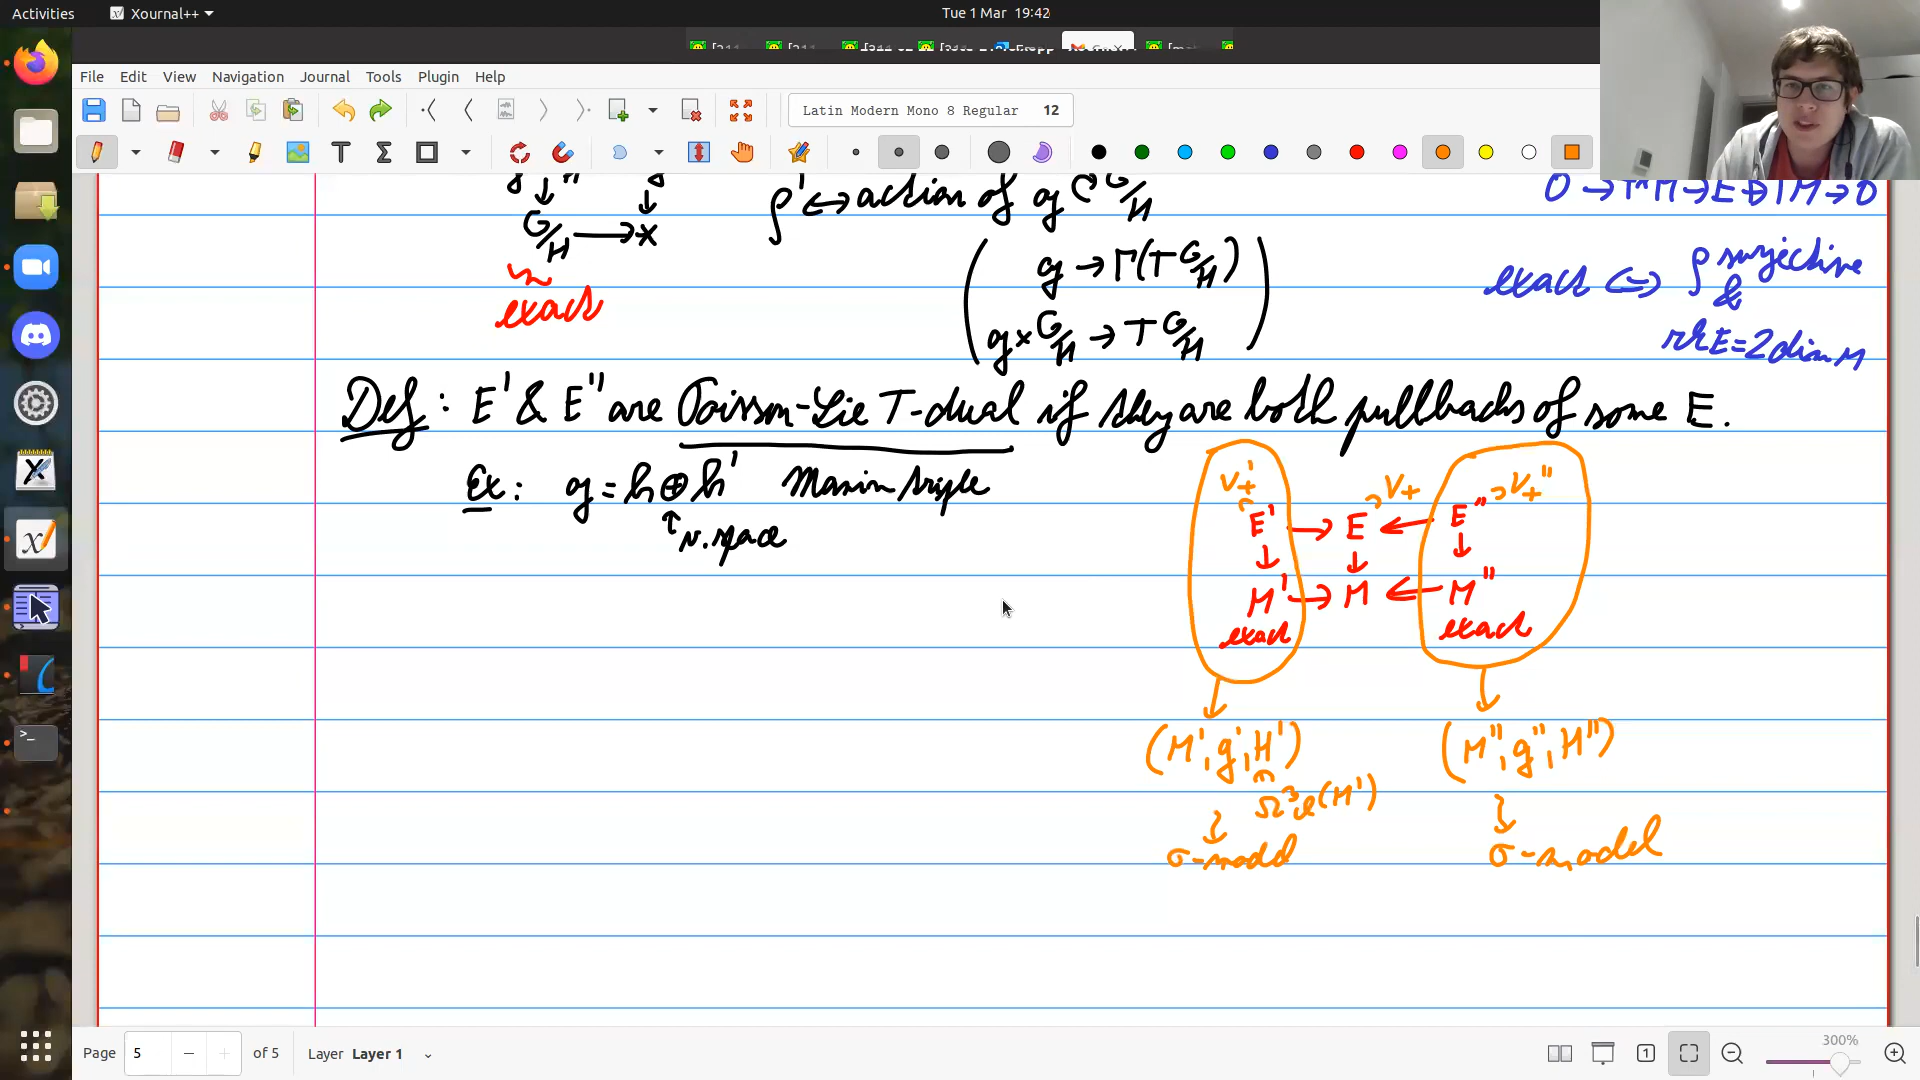 Activities
Xournal++
Tue 1 Mar 19:42
File Edit View Navigation Journal Tools Plugin Help
Latin Modern Mono 8 Regular 12
G/H → *
ρ' ↔ action of 𝔤 ↻ G/H
0 → T*M → E → TM → 0
𝔤 → Γ(T G/H)
exact
exact ⇔ ρ surjective
&
rk E = 2 dim M
𝔤 × G/H → T G/H
Def: E' & E'' are Poisson-Lie T-dual if they are both pullbacks of some E.
Ex: 𝔤 = h ⊕ h' Manin triple
↑ v. space
V₊' V₊ V₊''
E' → E ← E''
↓ ↓ ↓
M' → M ← M''
exact exact
(M', g', H') (M'', g'', H'')
Ω³cl(M')
σ-model σ-model
Page 5 of 5 Layer Layer 1
300%